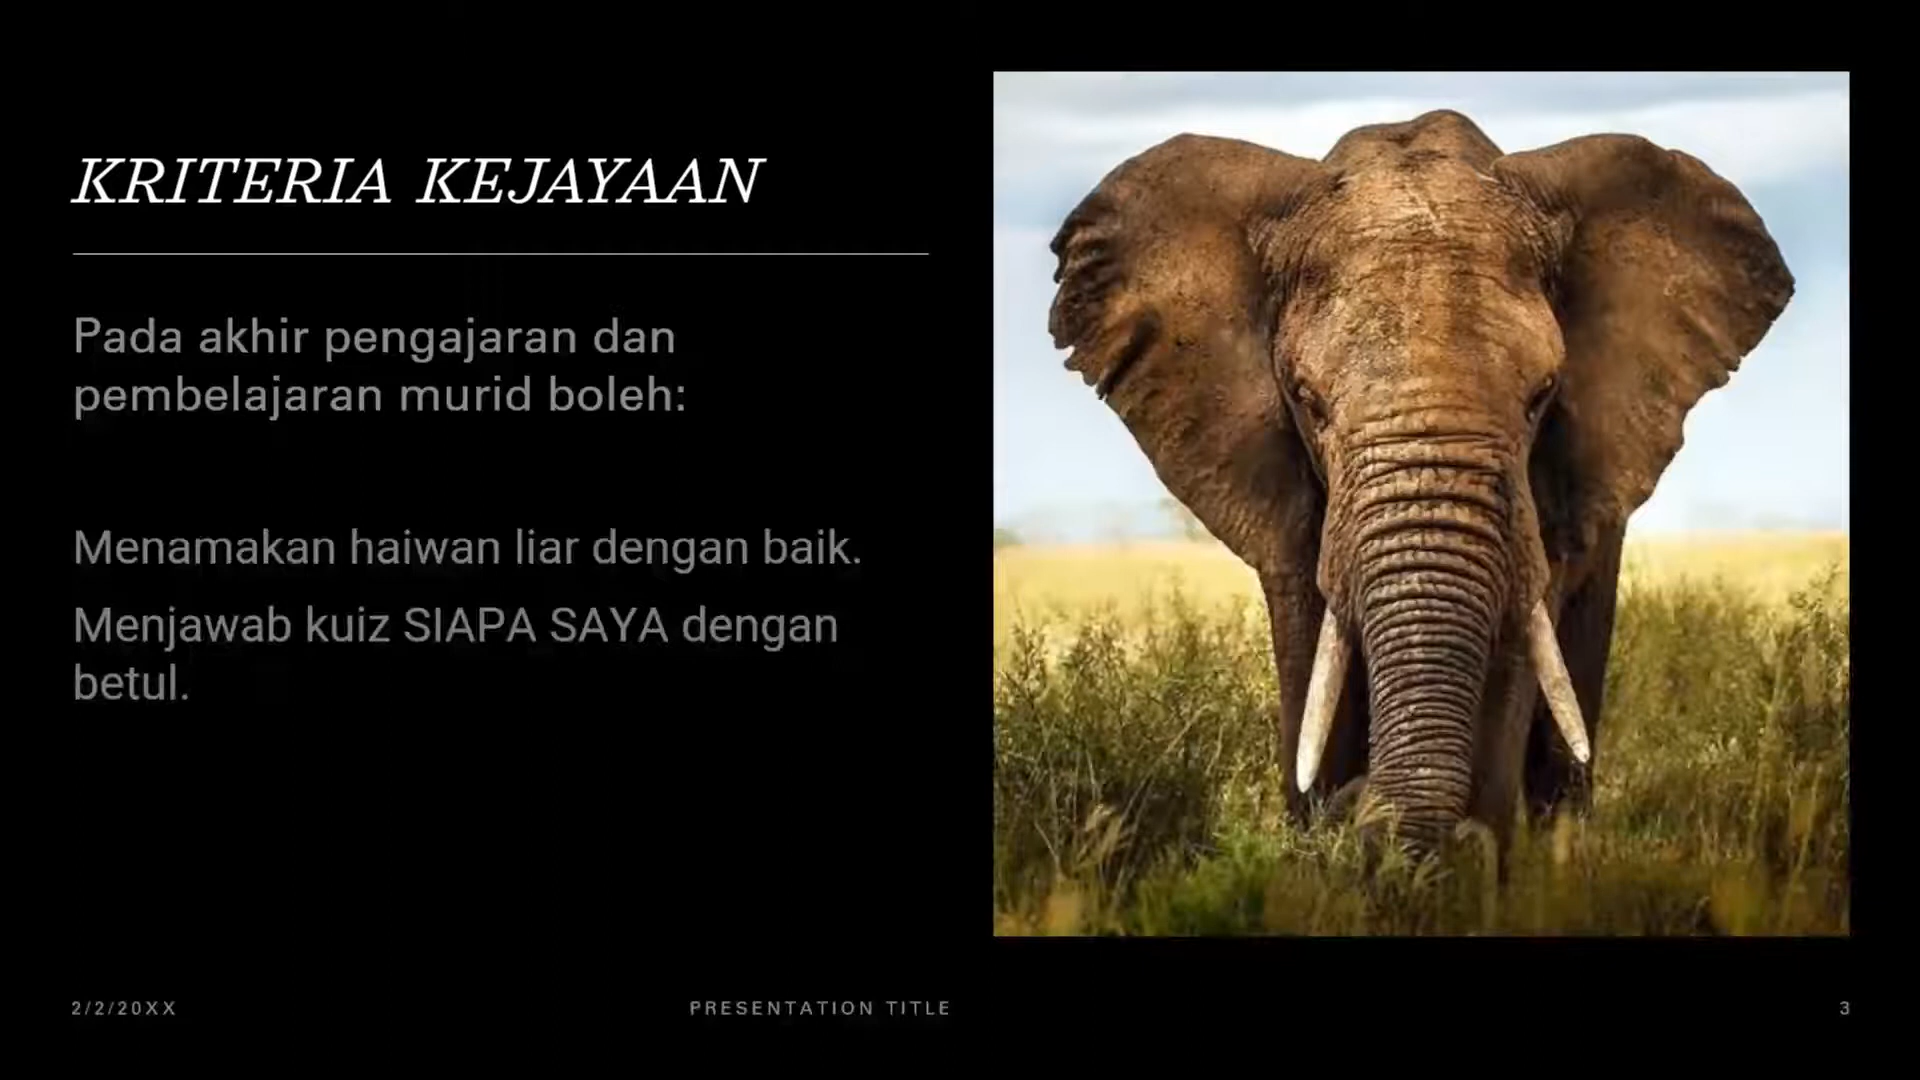 KRITERIA KEJAYAAN
Pada akhir pengajaran dan
pembelajaran murid boleh:
Menamakan haiwan liar dengan baik.
Menjawab kuiz SIAPA SAYA dengan
betul.
2/2/20XX
PRESENTATION TITLE
3